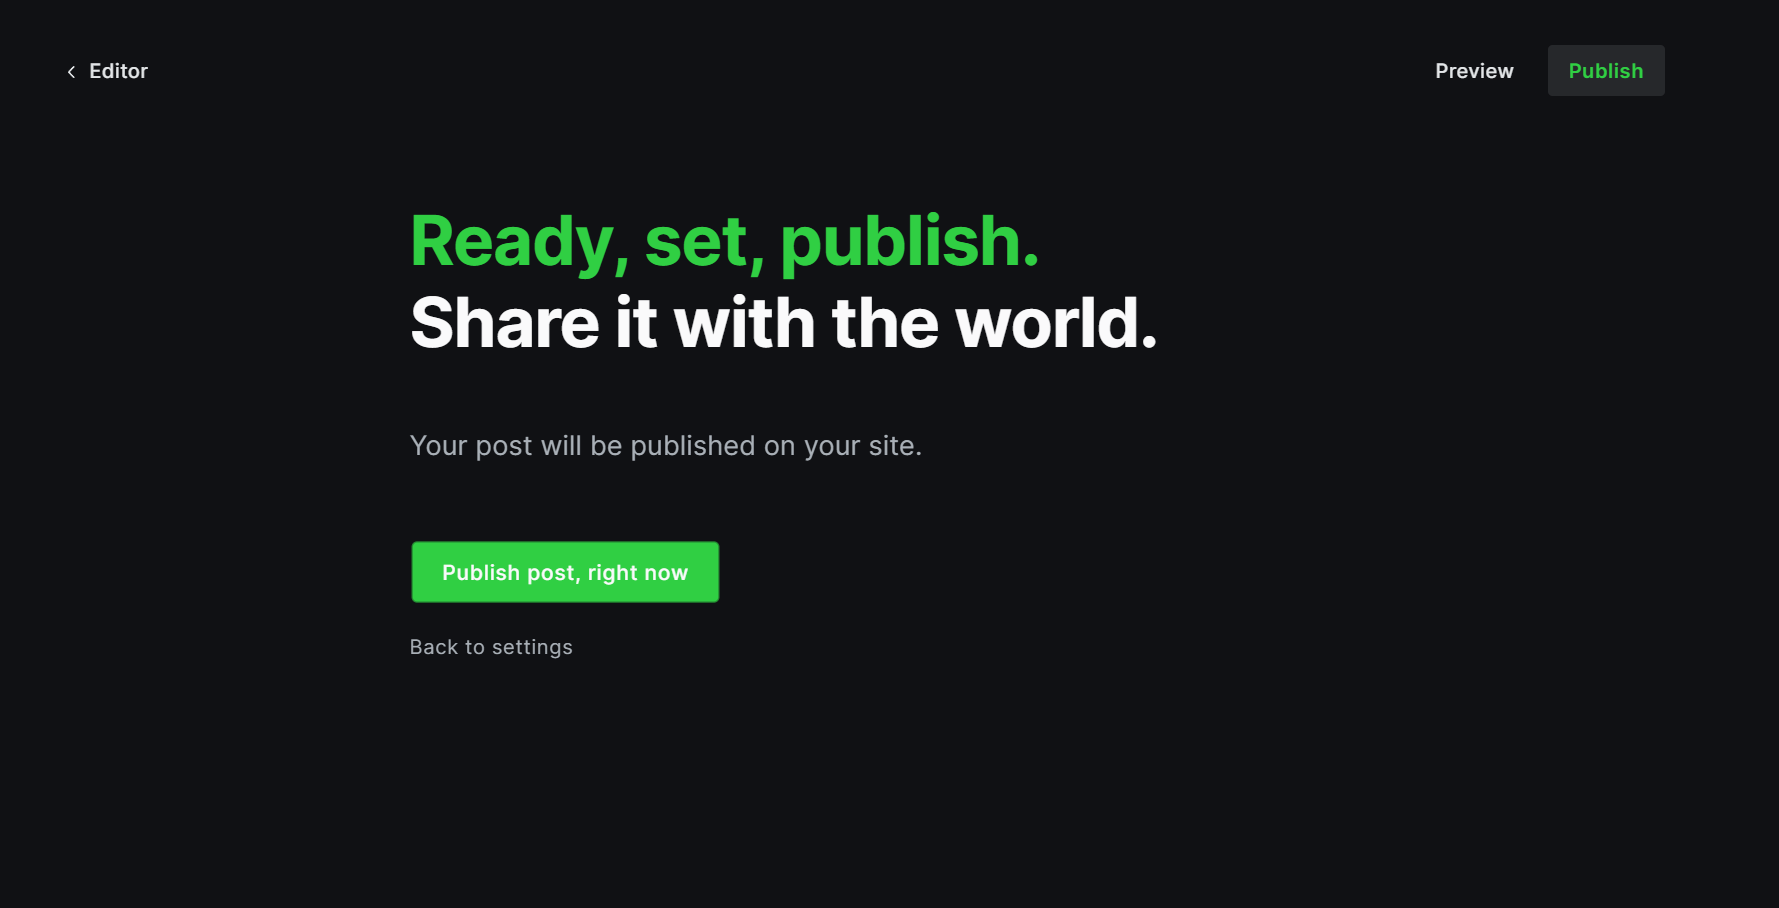 Editor
Preview
Publish
Ready, set, publish.
Share it with the world.
Your post will be published on your site.
Publish post, right now
Back to settings